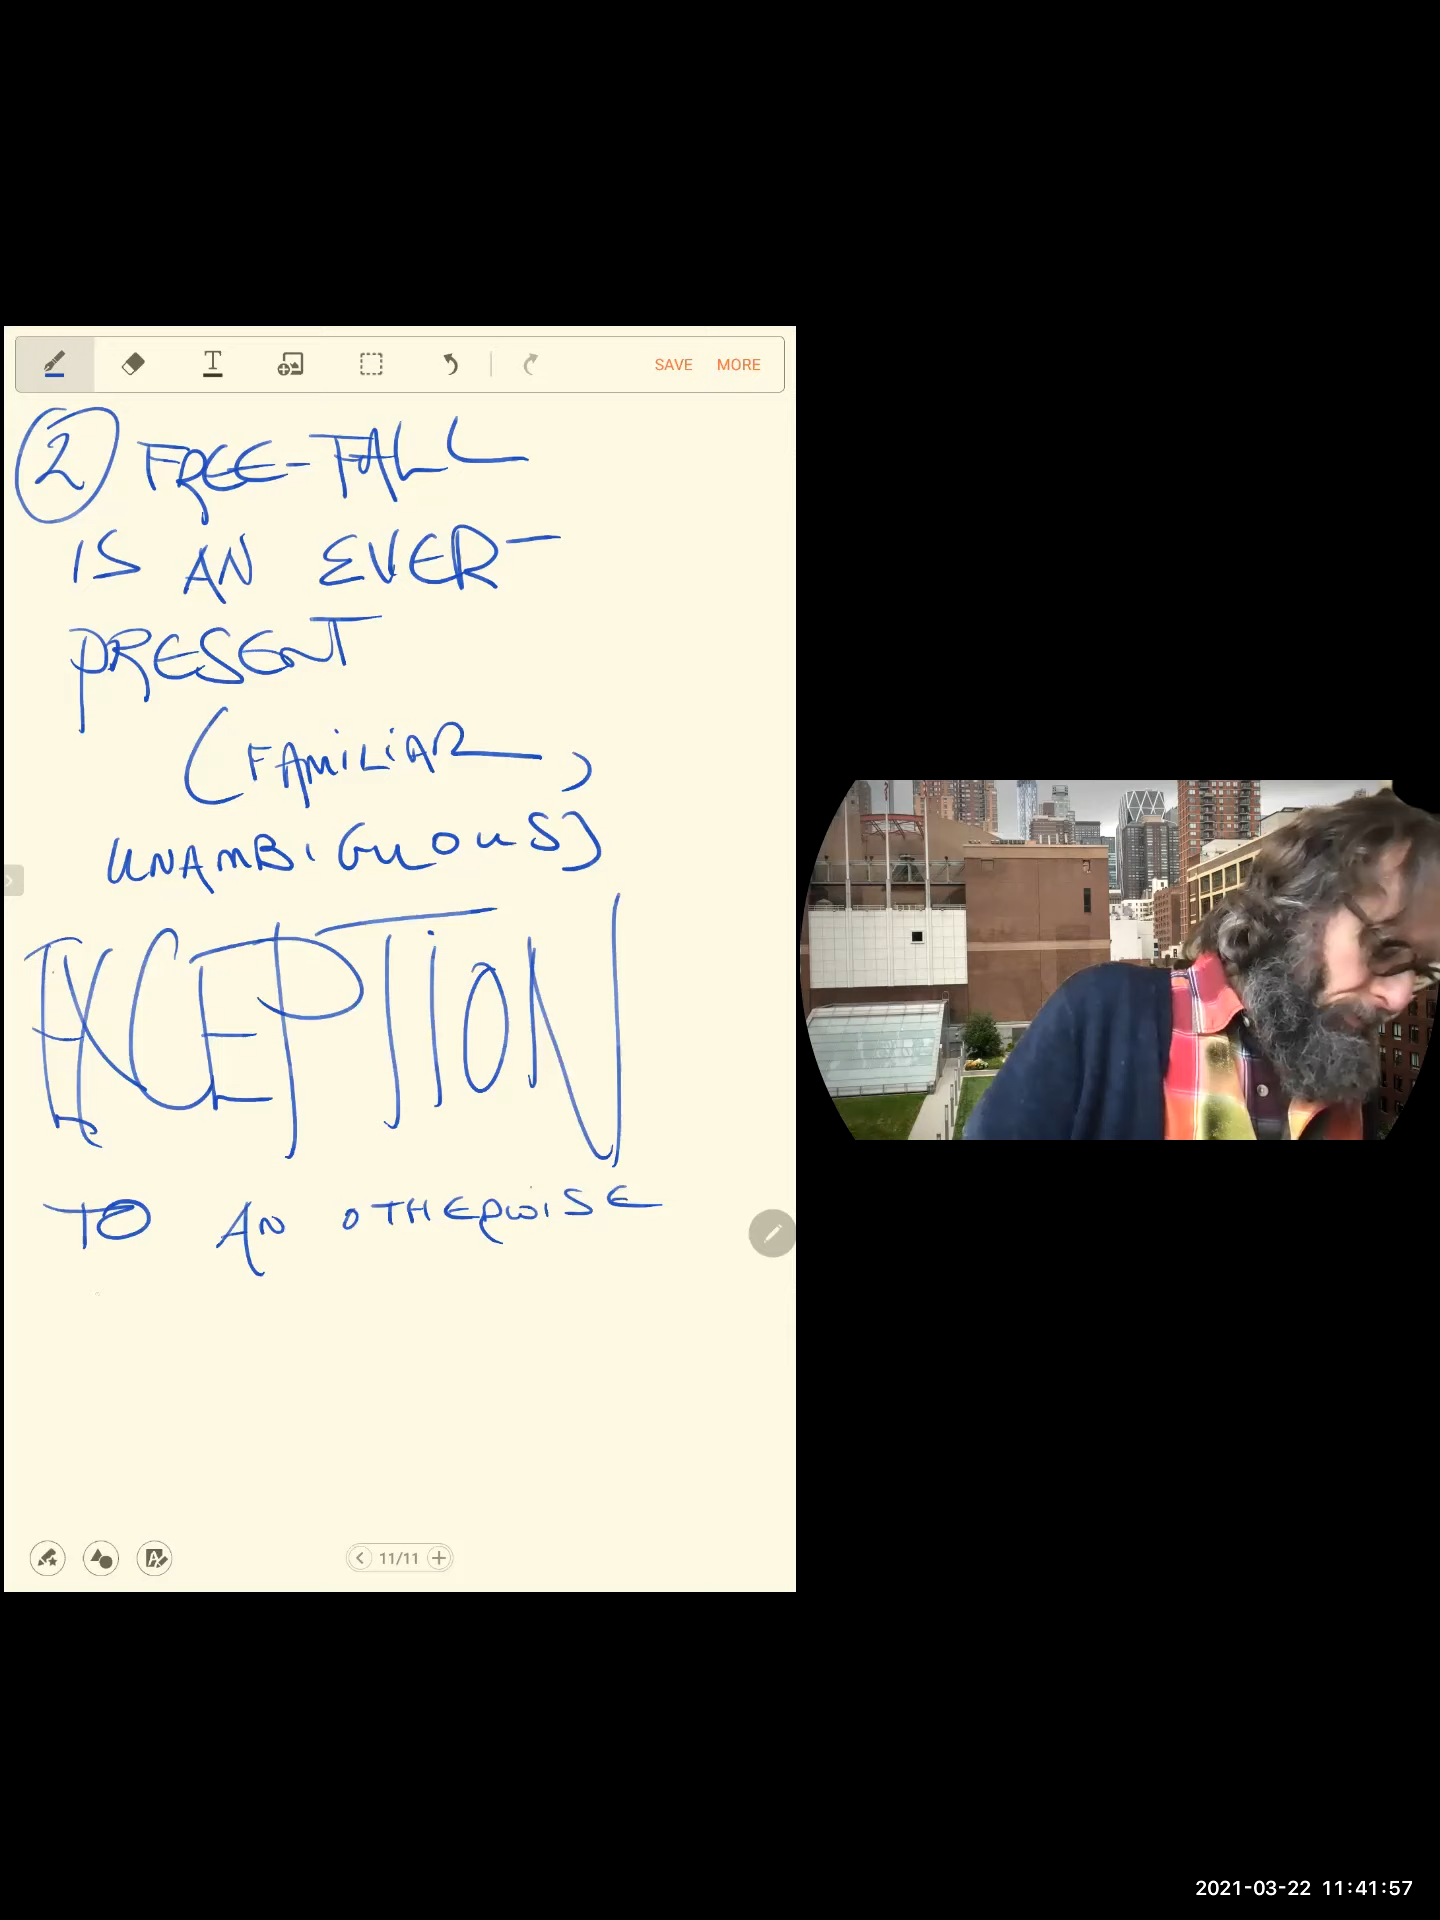 T
SAVE MORE
2 FREE-FALL
IS AN EVER-
PRESENT
(FAMILIAR,
UNAMBIGUOUS)
EXCEPTION
TO AN OTHERWISE
A
11/11
2021-03-22 11:41:57